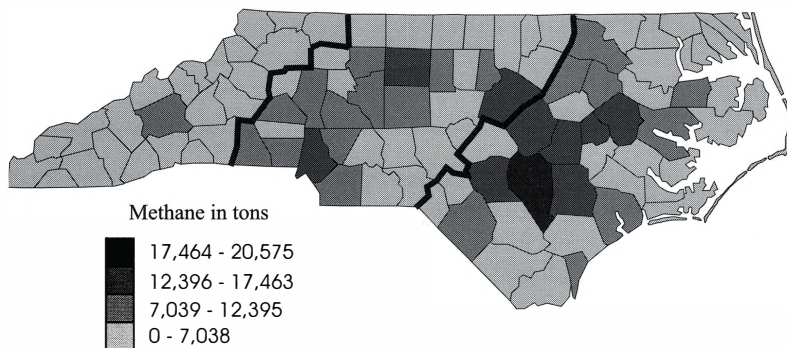 Methane in tons
17,464 - 20,575
12,396 - 17,463
7,039 - 12,395
0 - 7,038